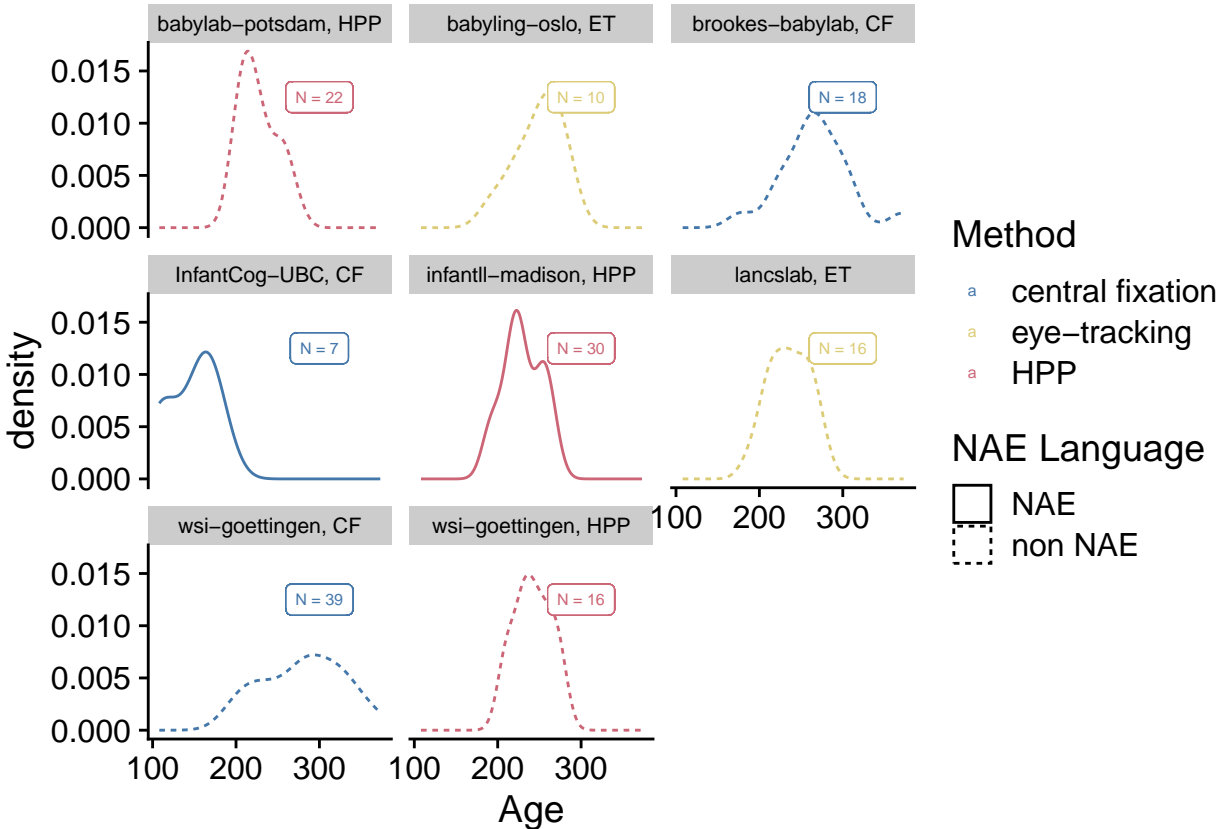 babylab−potsdam, HPP
babyling−oslo, ET
brookes−babylab, CF
0.015
0.010
0.005
0.000
N = 22
N = 10
N = 18
InfantCog−UBC, CF
infantll−madison, HPP
lancslab, ET
0.015
0.010
0.005
0.000
N = 7
N = 30
N = 16
100 200 300
wsi−goettingen, CF
wsi−goettingen, HPP
0.015
0.010
0.005
0.000
N = 39
N = 16
100 200 300
100 200 300
Age
density
Method
a central fixation
a eye−tracking
a HPP
NAE Language
NAE
non NAE